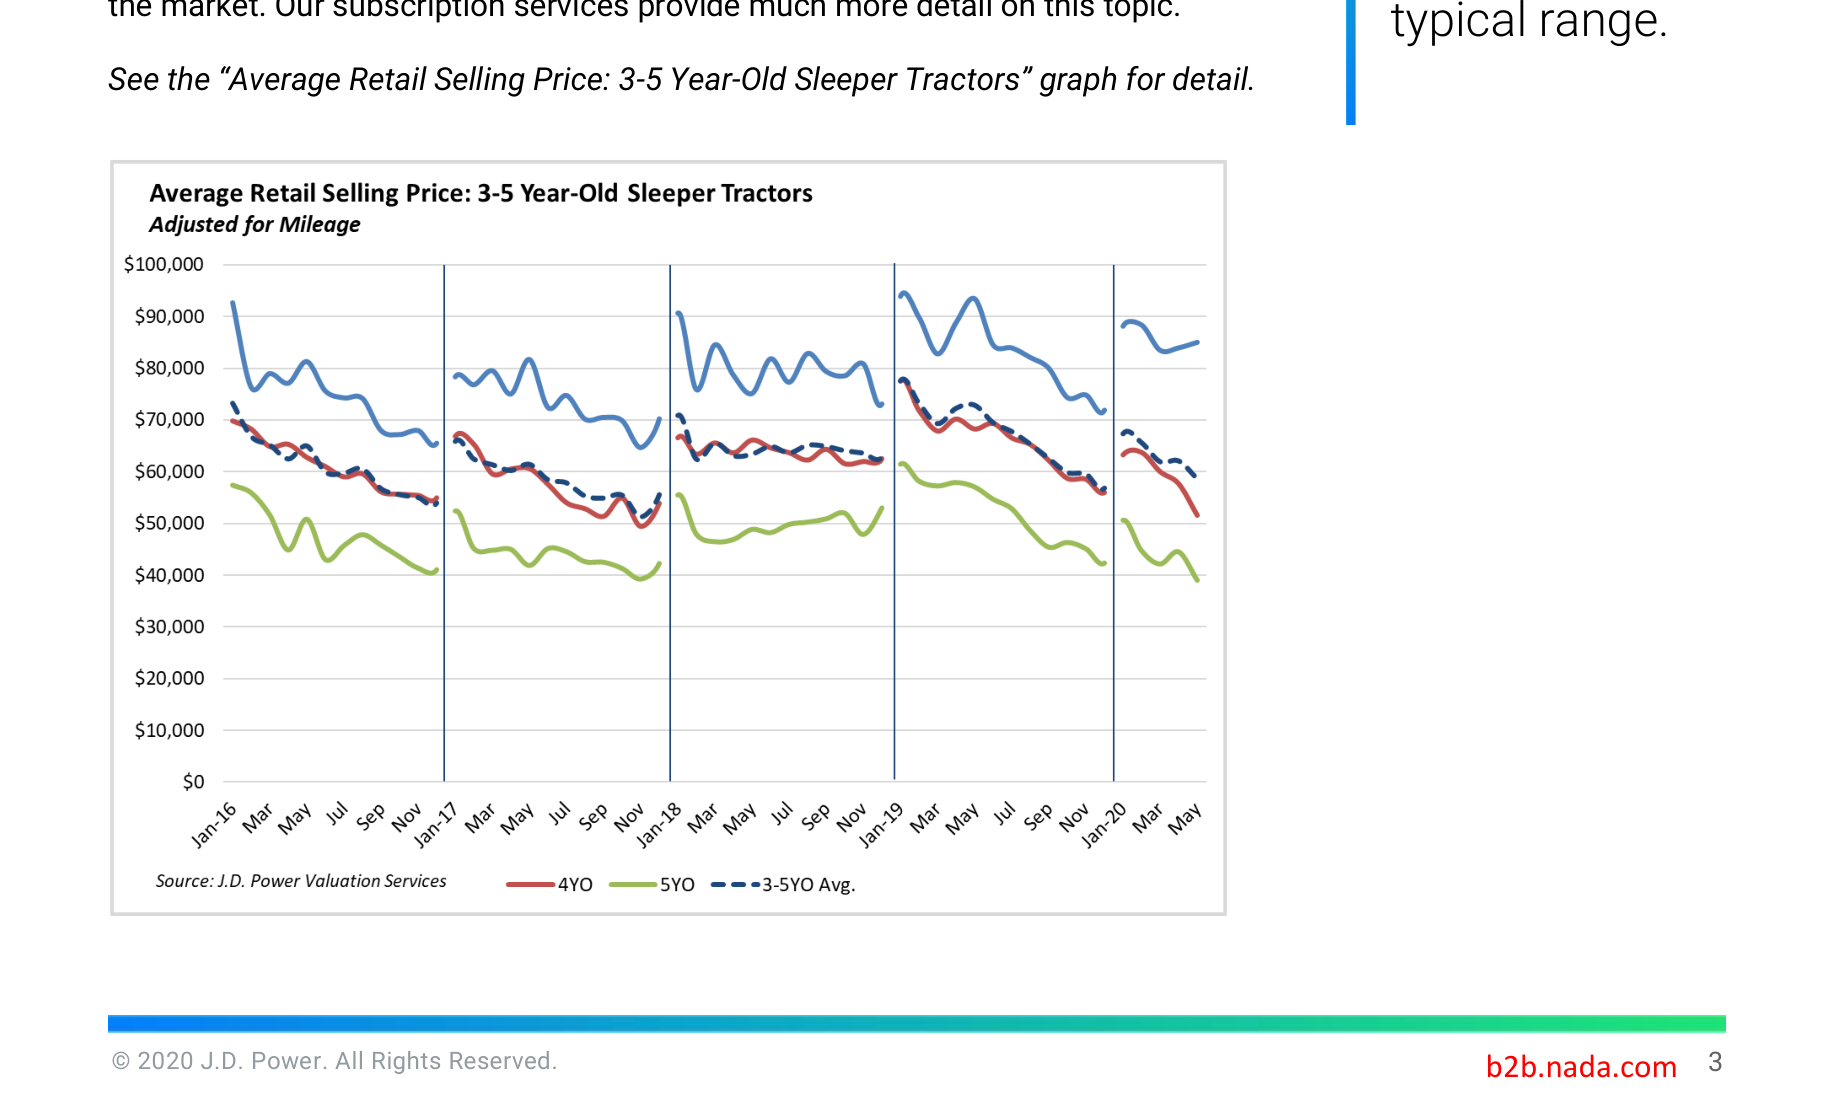 the market. Our subscription services provide much more detail on this topic.
typical range.
See the “Average Retail Selling Price: 3-5 Year-Old Sleeper Tractors” graph for detail.
Average Retail Selling Price: 3-5 Year-Old Sleeper Tractors
Adjusted for Mileage
$100,000
$90,000
$80,000
$70,000
$60,000
$50,000
$40,000
$30,000
$20,000
$10,000
$0
Jan-16 Mar May Jul Sep Nov Jan-17 Mar May Jul Sep Nov Jan-18 Mar May Jul Sep Nov Jan-19 Mar May Jul Sep Nov Jan-20 Mar May
Source: J.D. Power Valuation Services 4YO 5YO 3-5YO Avg.
© 2020 J.D. Power. All Rights Reserved.
b2b.nada.com 3